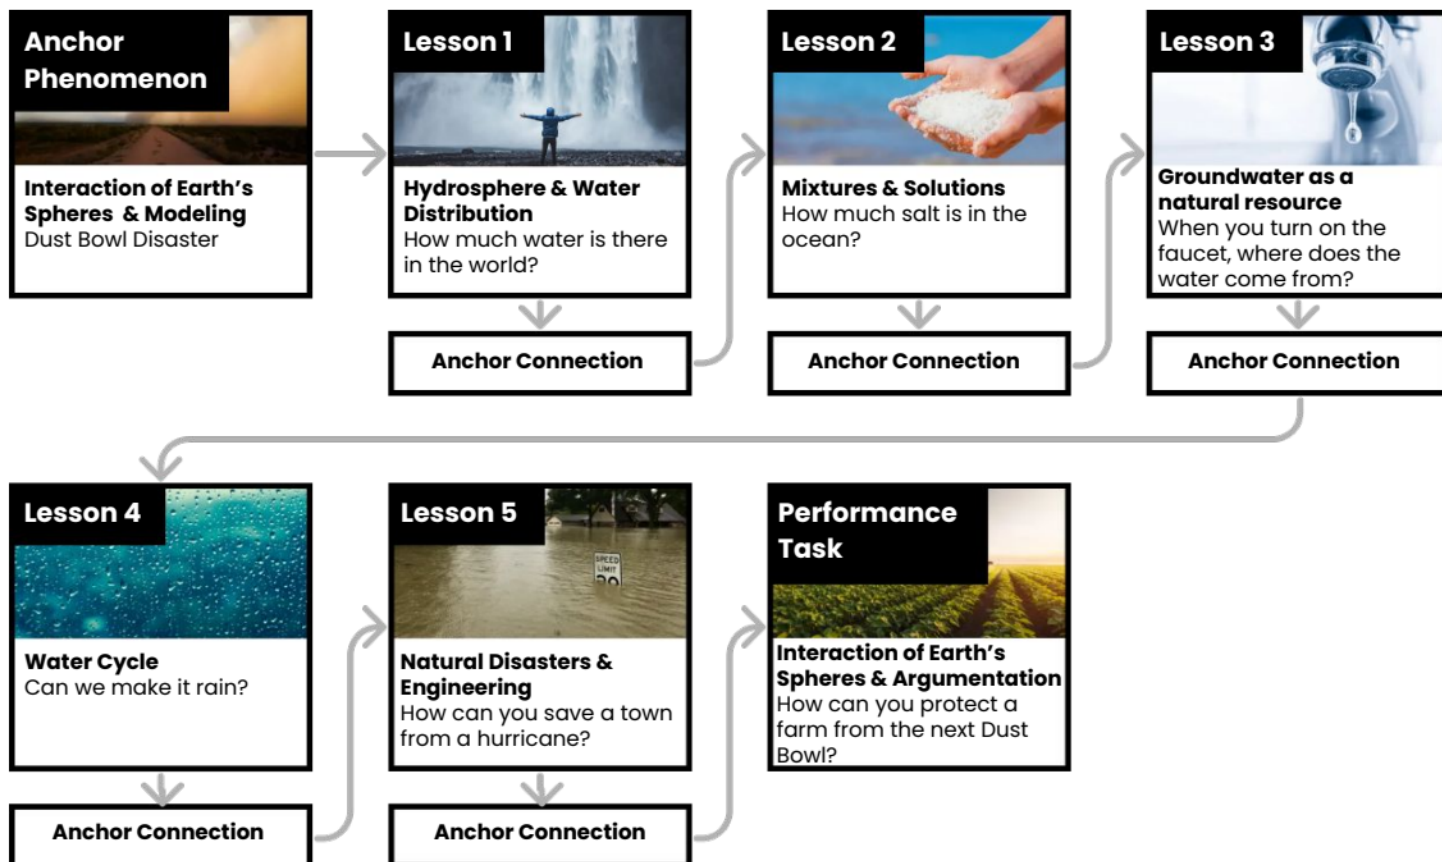 Anchor
Phenomenon
Interaction of Earth's
Spheres & Modeling
Dust Bowl Disaster
Lesson 1
Hydrosphere & Water
Distribution
How much water is there
in the world?
Anchor Connection
Lesson 2
Mixtures & Solutions
How much salt is in the
ocean?
Anchor Connection
Lesson 3
Groundwater as a
natural resource
When you turn on the
faucet, where does the
water come from?
Anchor Connection
Lesson 4
Water Cycle
Can we make it rain?
Anchor Connection
Lesson 5
SPEED
LIMIT
Natural Disasters &
Engineering
How can you save a town
from a hurricane?
Anchor Connection
Performance
Task
Interaction of Earth's
Spheres & Argumentation
How can you protect a
farm from the next Dust
Bowl?